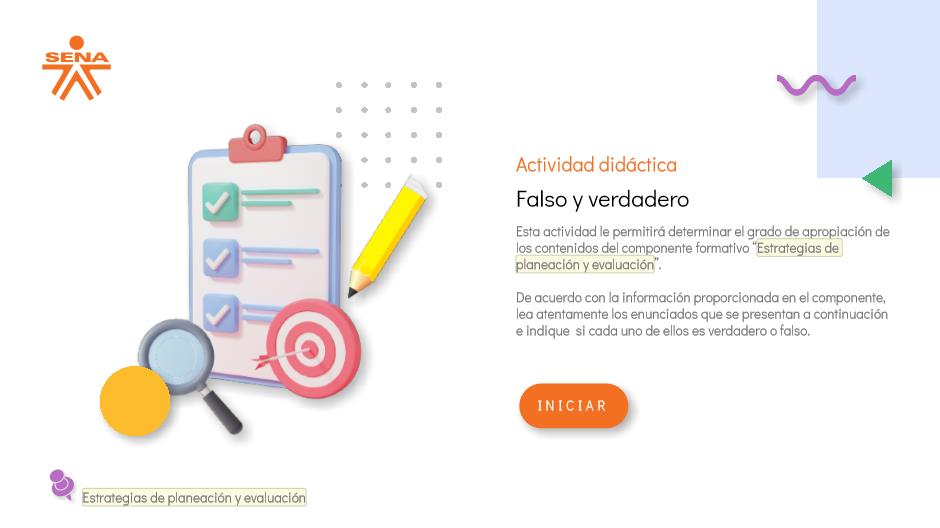 SENA
Actividad didáctica
Falso y verdadero
Esta actividad le permitirá determinar el grado de apropiación de
los contenidos del componente formativo “Estrategias de
planeación y evaluación”.
De acuerdo con la información proporcionada en el componente,
lea atentamente los enunciados que se presentan a continuación
e indique si cada uno de ellos es verdadero o falso.
INICIAR
Estrategias de planeación y evaluación